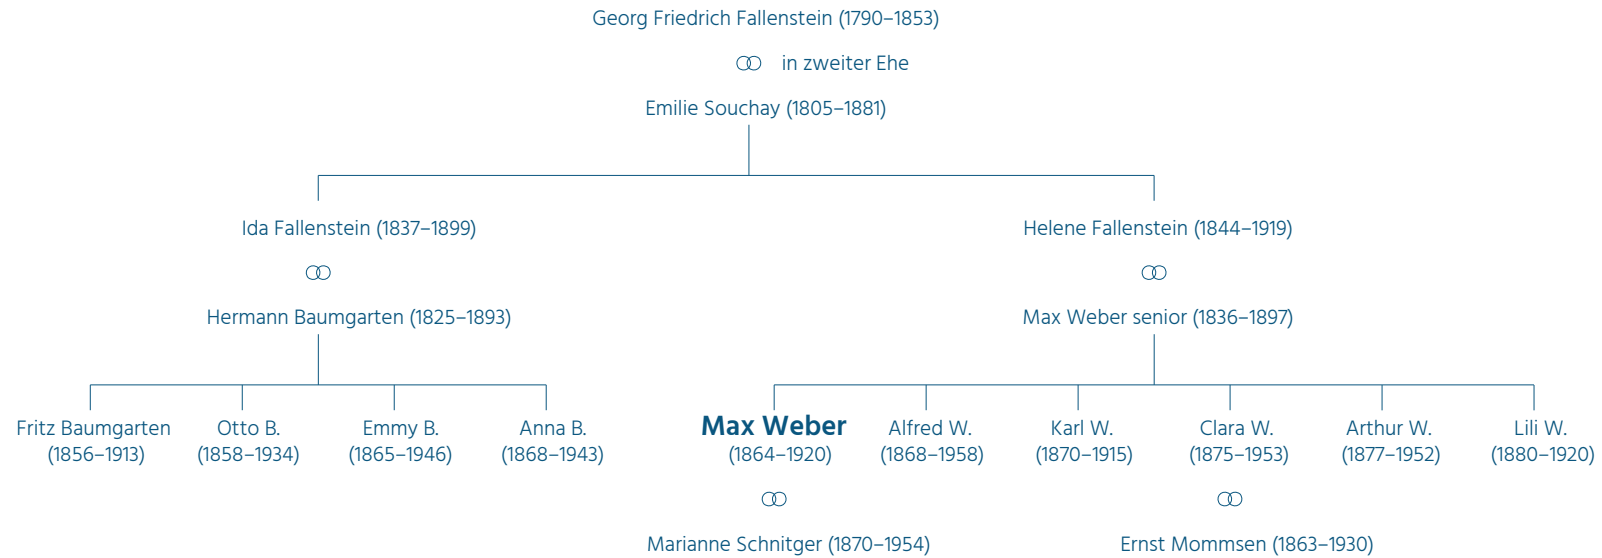 Georg Friedrich Fallenstein (1790–1853)
in zweiter Ehe
Emilie Souchay (1805–1881)
Ida Fallenstein (1837–1899)
Helene Fallenstein (1844–1919)
Hermann Baumgarten (1825–1893)
Max Weber senior (1836–1897)
Fritz Baumgarten
(1856–1913)
Otto B.
(1858–1934)
Emmy B.
(1865–1946)
Anna B.
(1868–1943)
Max Weber
(1864–1920)
Alfred W.
(1868–1958)
Karl W.
(1870–1915)
Clara W.
(1875–1953)
Arthur W.
(1877–1952)
Lili W.
(1880–1920)
Marianne Schnitger (1870–1954)
Ernst Mommsen (1863–1930)